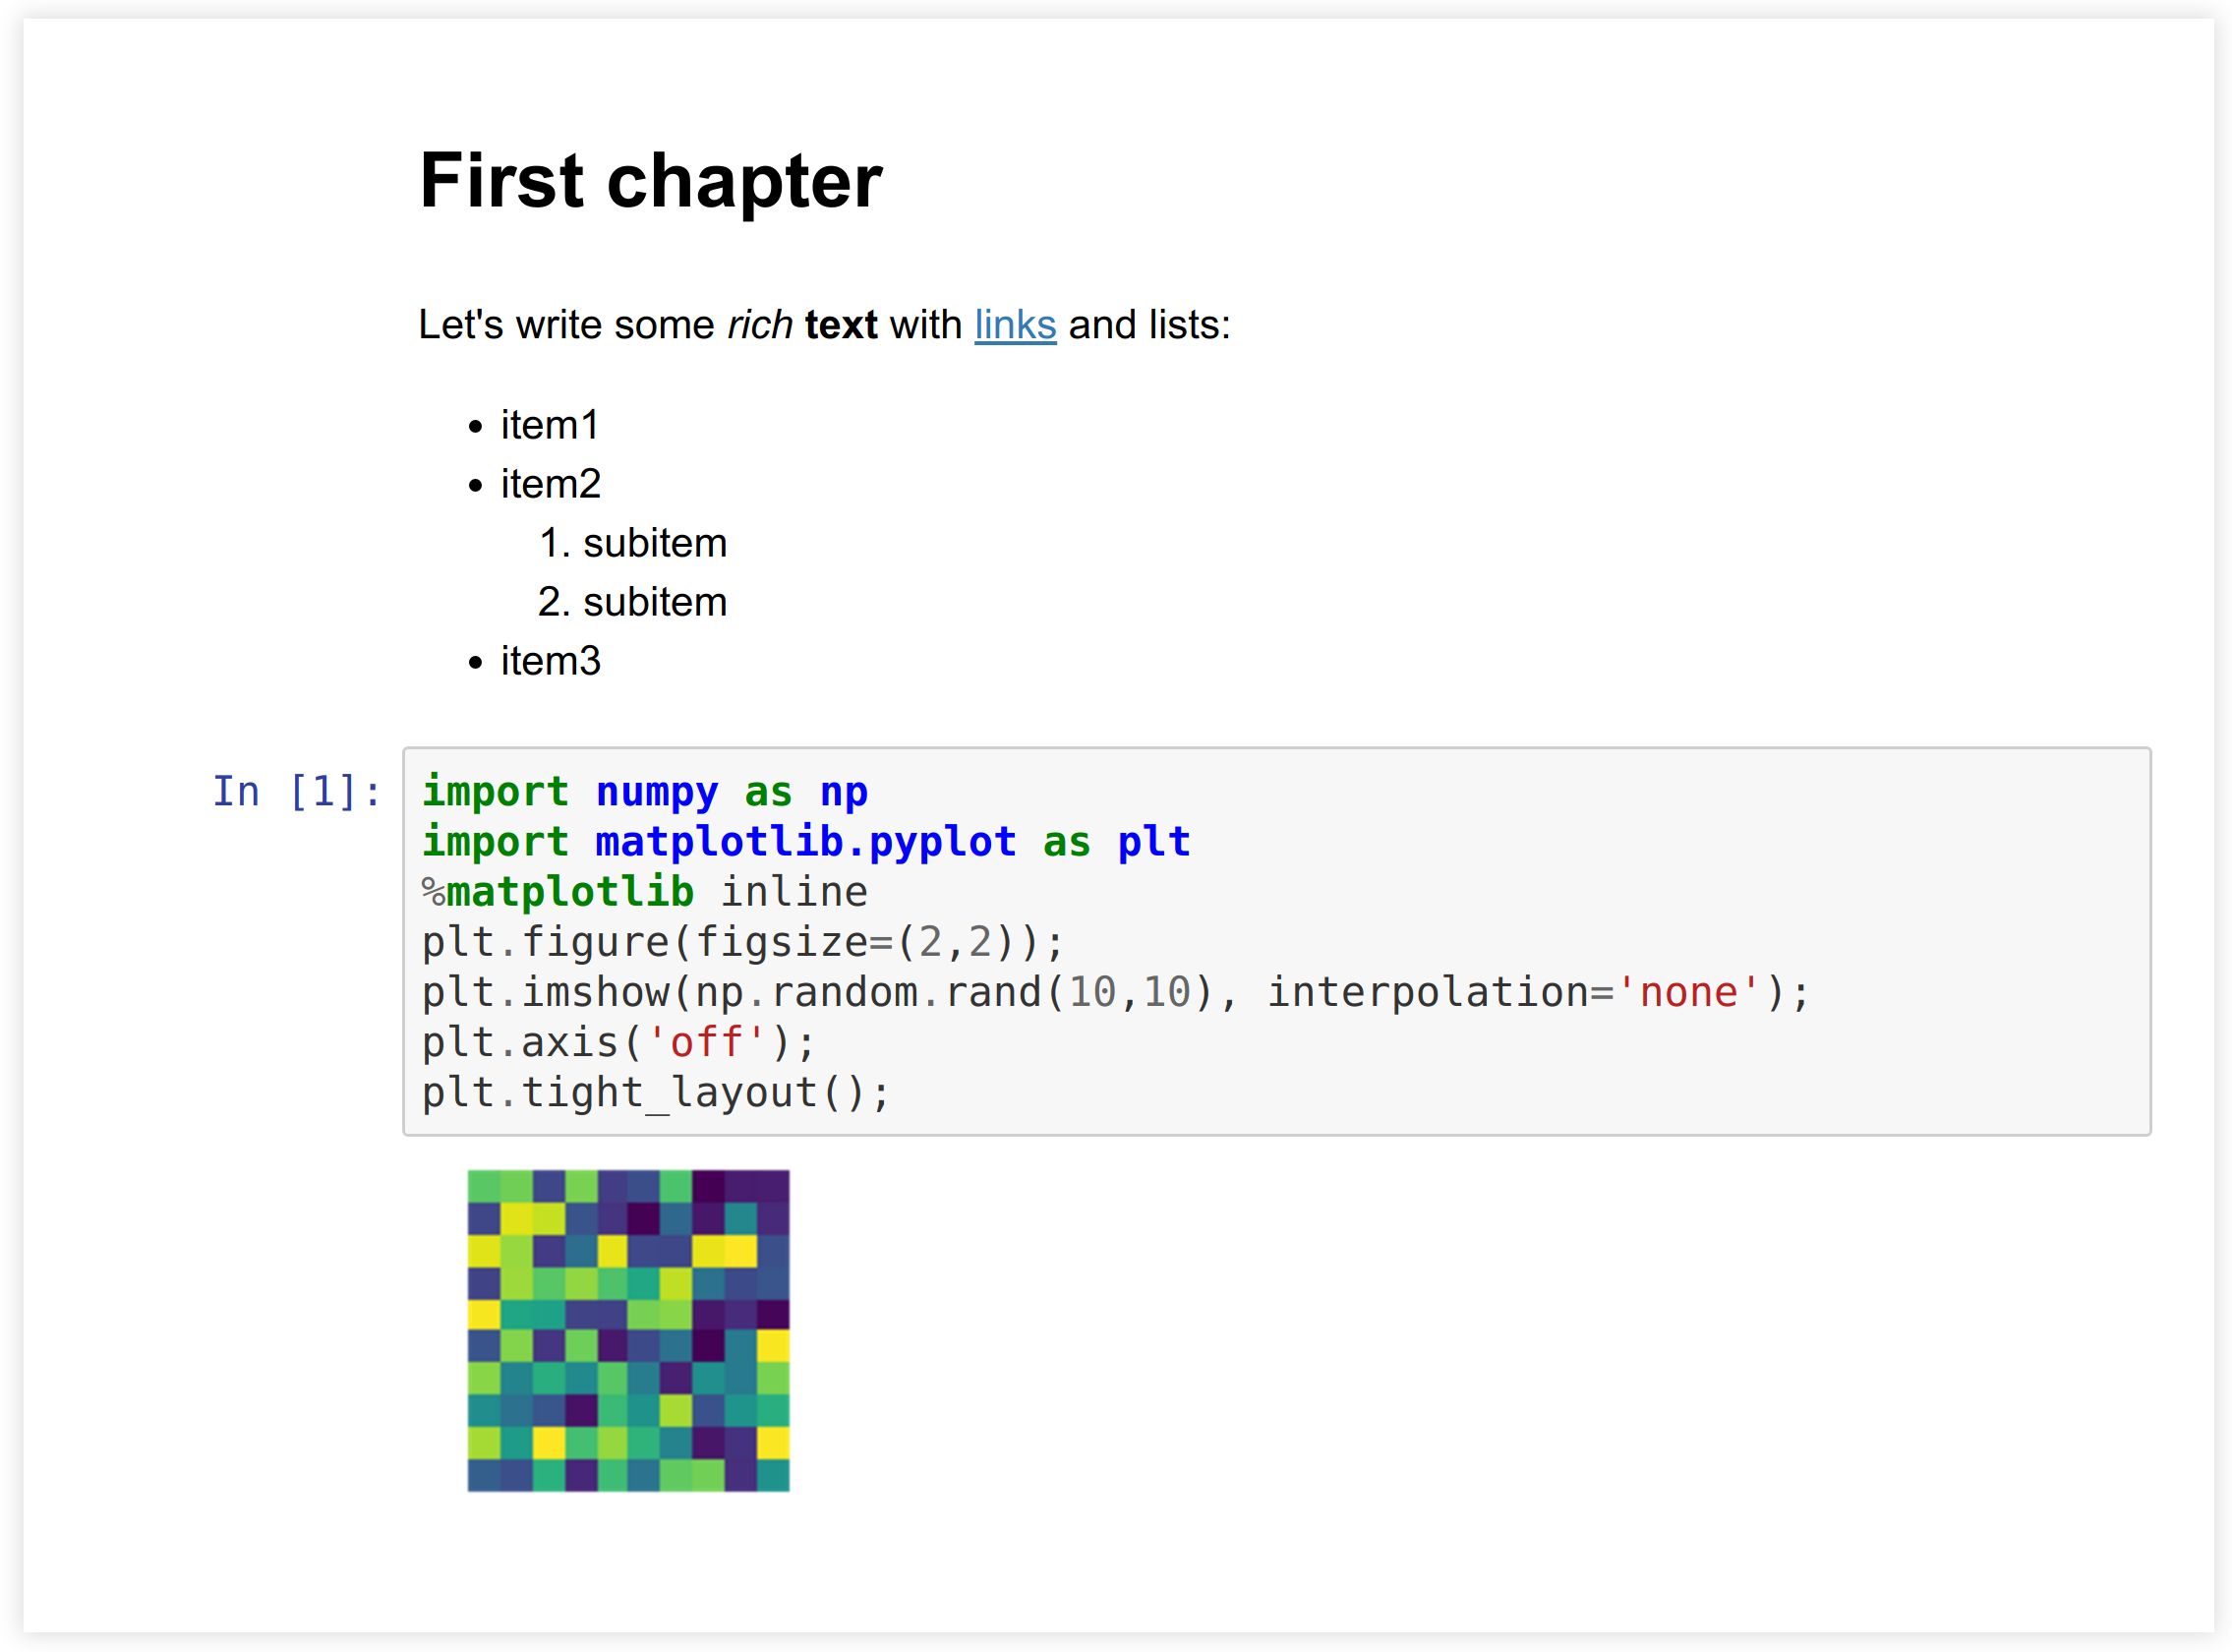 First chapter
Let's write some rich text with links and lists:
• item1
• item2
1. subitem
2. subitem
• item3
In [1]: import numpy as np
import matplotlib.pyplot as plt
%matplotlib inline
plt.figure(figsize=(2,2));
plt.imshow(np.random.rand(10,10), interpolation='none');
plt.axis('off');
plt.tight_layout();